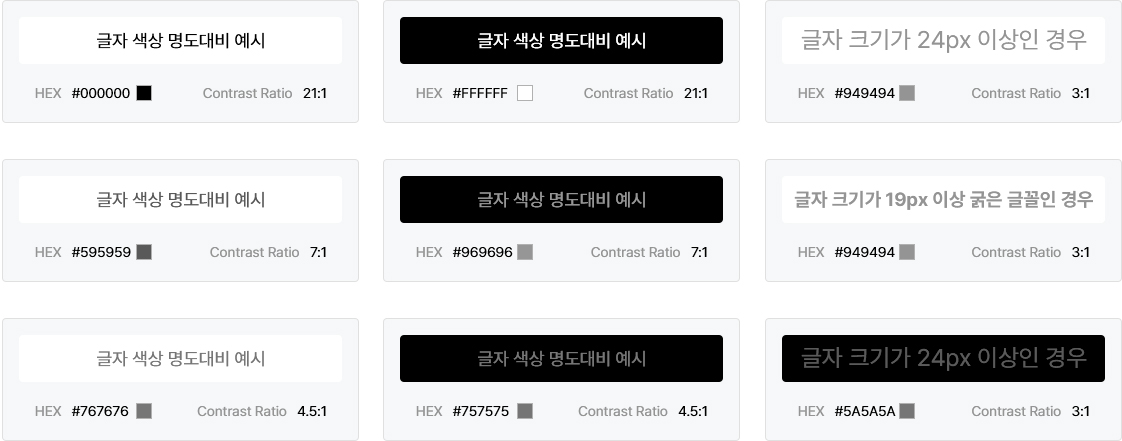 글자 색상 명도대비 예시
HEX #000000 Contrast Ratio 21:1
글자 색상 명도대비 예시
HEX #FFFFFF Contrast Ratio 21:1
글자 크기가 24px 이상인 경우
HEX #949494 Contrast Ratio 3:1
글자 색상 명도대비 예시
HEX #595959 Contrast Ratio 7:1
글자 색상 명도대비 예시
HEX #969696 Contrast Ratio 7:1
글자 크기가 19px 이상 굵은 글꼴인 경우
HEX #949494 Contrast Ratio 3:1
글자 색상 명도대비 예시
HEX #767676 Contrast Ratio 4.5:1
글자 색상 명도대비 예시
HEX #757575 Contrast Ratio 4.5:1
글자 크기가 24px 이상인 경우
HEX #5A5A5A Contrast Ratio 3:1